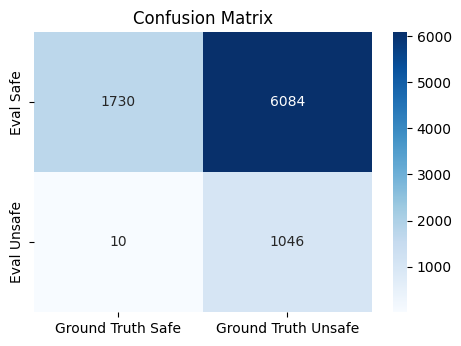 Confusion Matrix
Eval Safe
Eval Unsafe
1730
6084
10
1046
Ground Truth Safe
Ground Truth Unsafe
6000
5000
4000
3000
2000
1000